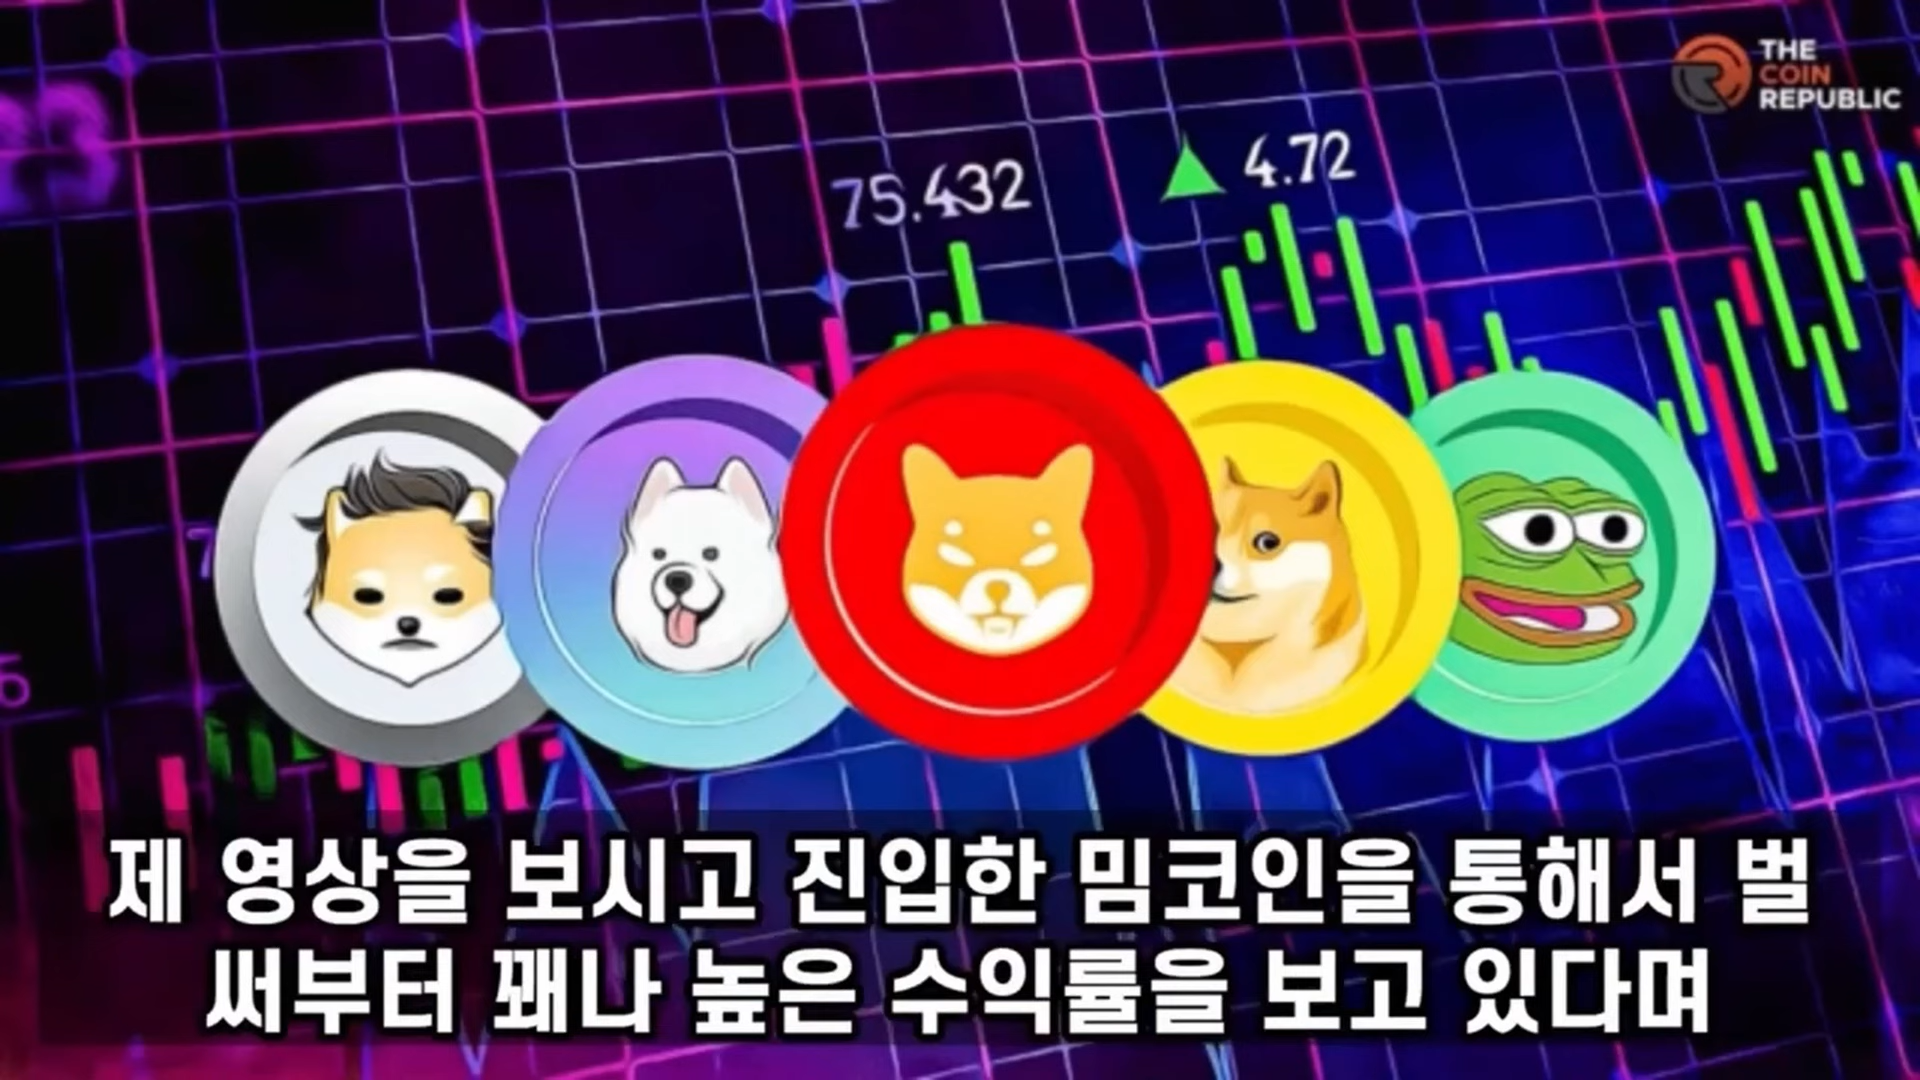 THE
COIN
REPUBLIC
75.432
4.72
제 영상을 보시고 진입한 밈코인을 통해서 벌
써부터 꽤나 높은 수익률을 보고 있다며